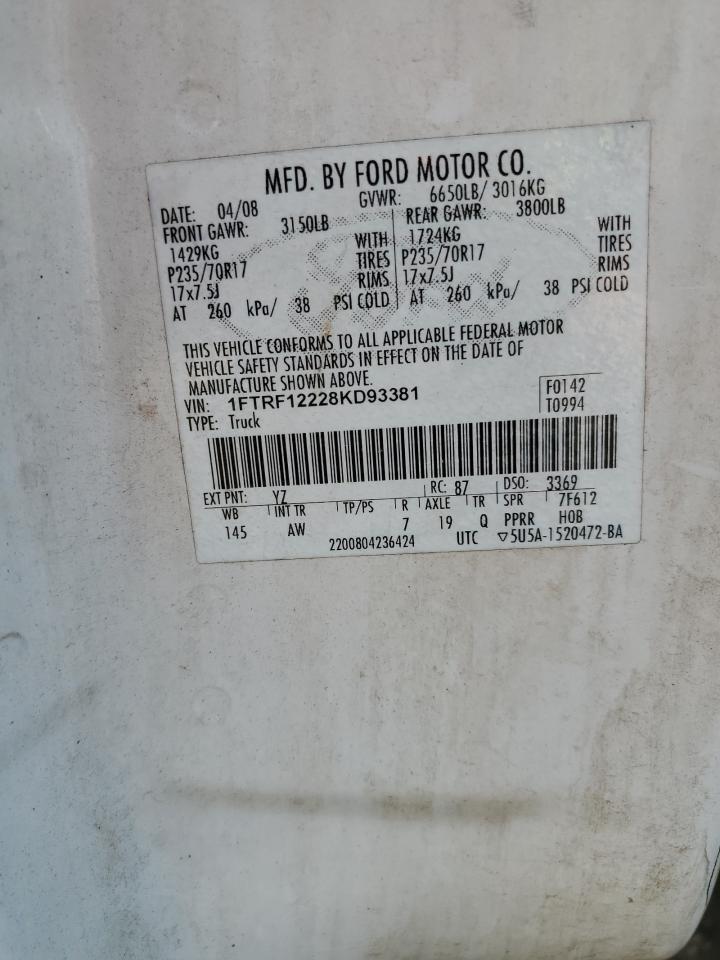 MFD. BY FORD MOTOR CO.
DATE: 04/08 GVWR: 6650LB/ 3016KG
FRONT GAWR: 3150LB REAR GAWR: 3800LB
1429KG WITH 1724KG WITH
P235/70R17 TIRES P235/70R17 TIRES
17x7.5J RIMS 17x7.5J RIMS
AT 260 kPa/ 38 PSI COLD AT 260 kPa/ 38 PSI COLD
THIS VEHICLE CONFORMS TO ALL APPLICABLE FEDERAL MOTOR
VEHICLE SAFETY STANDARDS IN EFFECT ON THE DATE OF
MANUFACTURE SHOWN ABOVE.
VIN: 1FTRF12228KD93381 F0142
TYPE: Truck T0994
EXT PNT: YZ RC: 87 DSO: 3369
WB INT TR TP/PS R AXLE TR SPR 7F612
145 AW 7 19 Q PPRR HOB
2200804236424 UTC ▽5U5A-1520472-BA